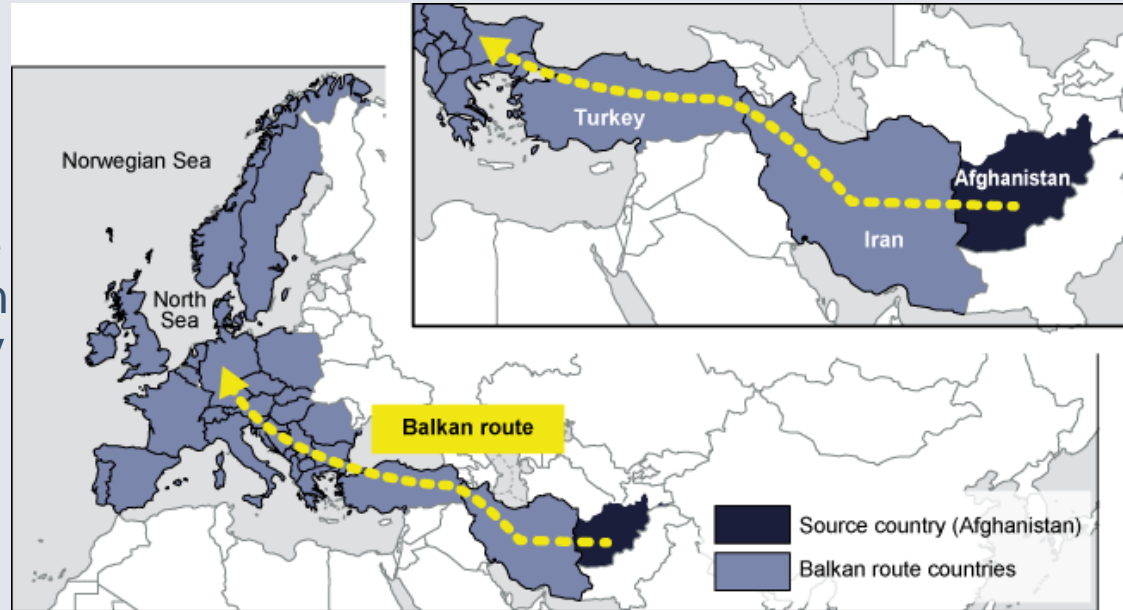 Norwegian Sea
North
Sea
Turkey
Afghanistan
Iran
Balkan route
Source country (Afghanistan)
Balkan route countries